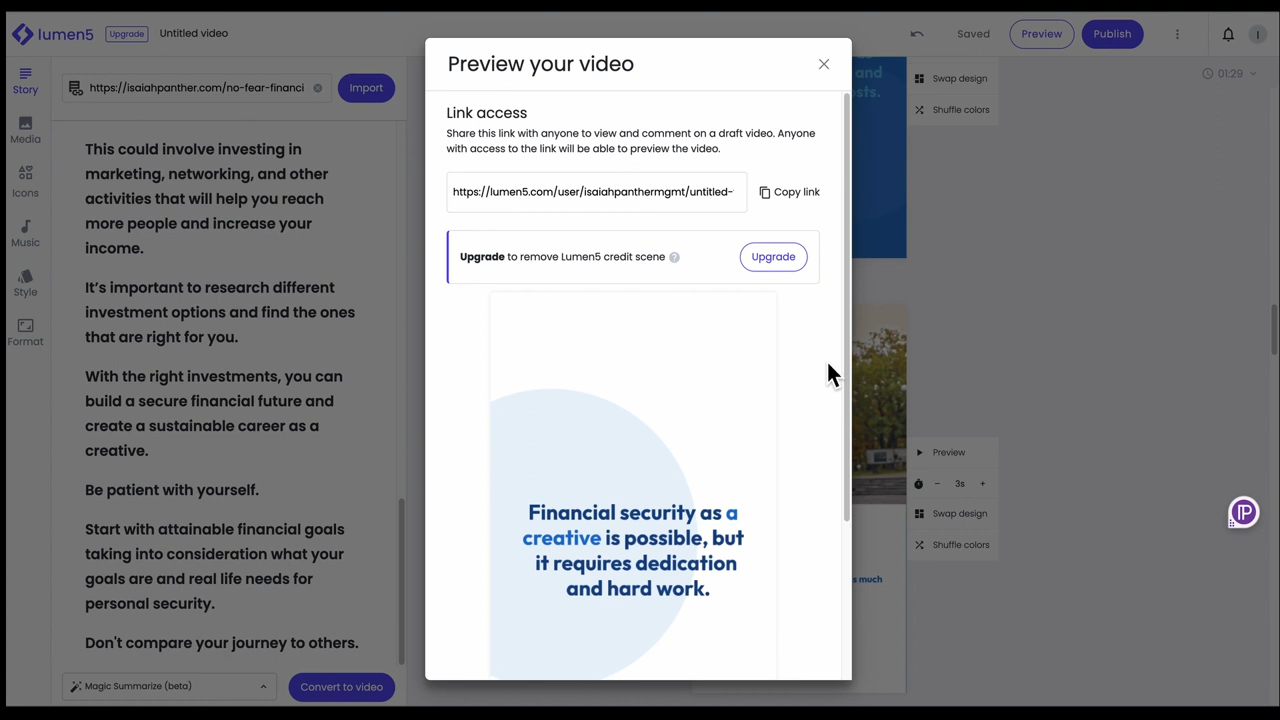 lumen5
Upgrade
Untitled video
Saved
Preview
Publish
I
Story
Media
Icons
Music
Style
Format
https://isaiahpanther.com/no-fear-financi
Import
This could involve investing in
marketing, networking, and other
activities that will help you reach
more people and increase your
income.
It’s important to research different
investment options and find the ones
that are right for you.
With the right investments, you can
build a secure financial future and
create a sustainable career as a
creative.
Be patient with yourself.
Start with attainable financial goals
taking into consideration what your
goals are and real life needs for
personal security.
Don't compare your journey to others.
Magic Summarize (beta)
Convert to video
Preview your video
Link access
Share this link with anyone to view and comment on a draft video. Anyone
with access to the link will be able to preview the video.
https://lumen5.com/user/isaiahpanthermgmt/untitled-
Copy link
Upgrade to remove Lumen5 credit scene ?
Upgrade
Financial security as a
creative is possible, but
it requires dedication
and hard work.
and
Swap design
Shuffle colors
01:29
Preview
− 3s +
Swap design
Shuffle colors
s much
IP